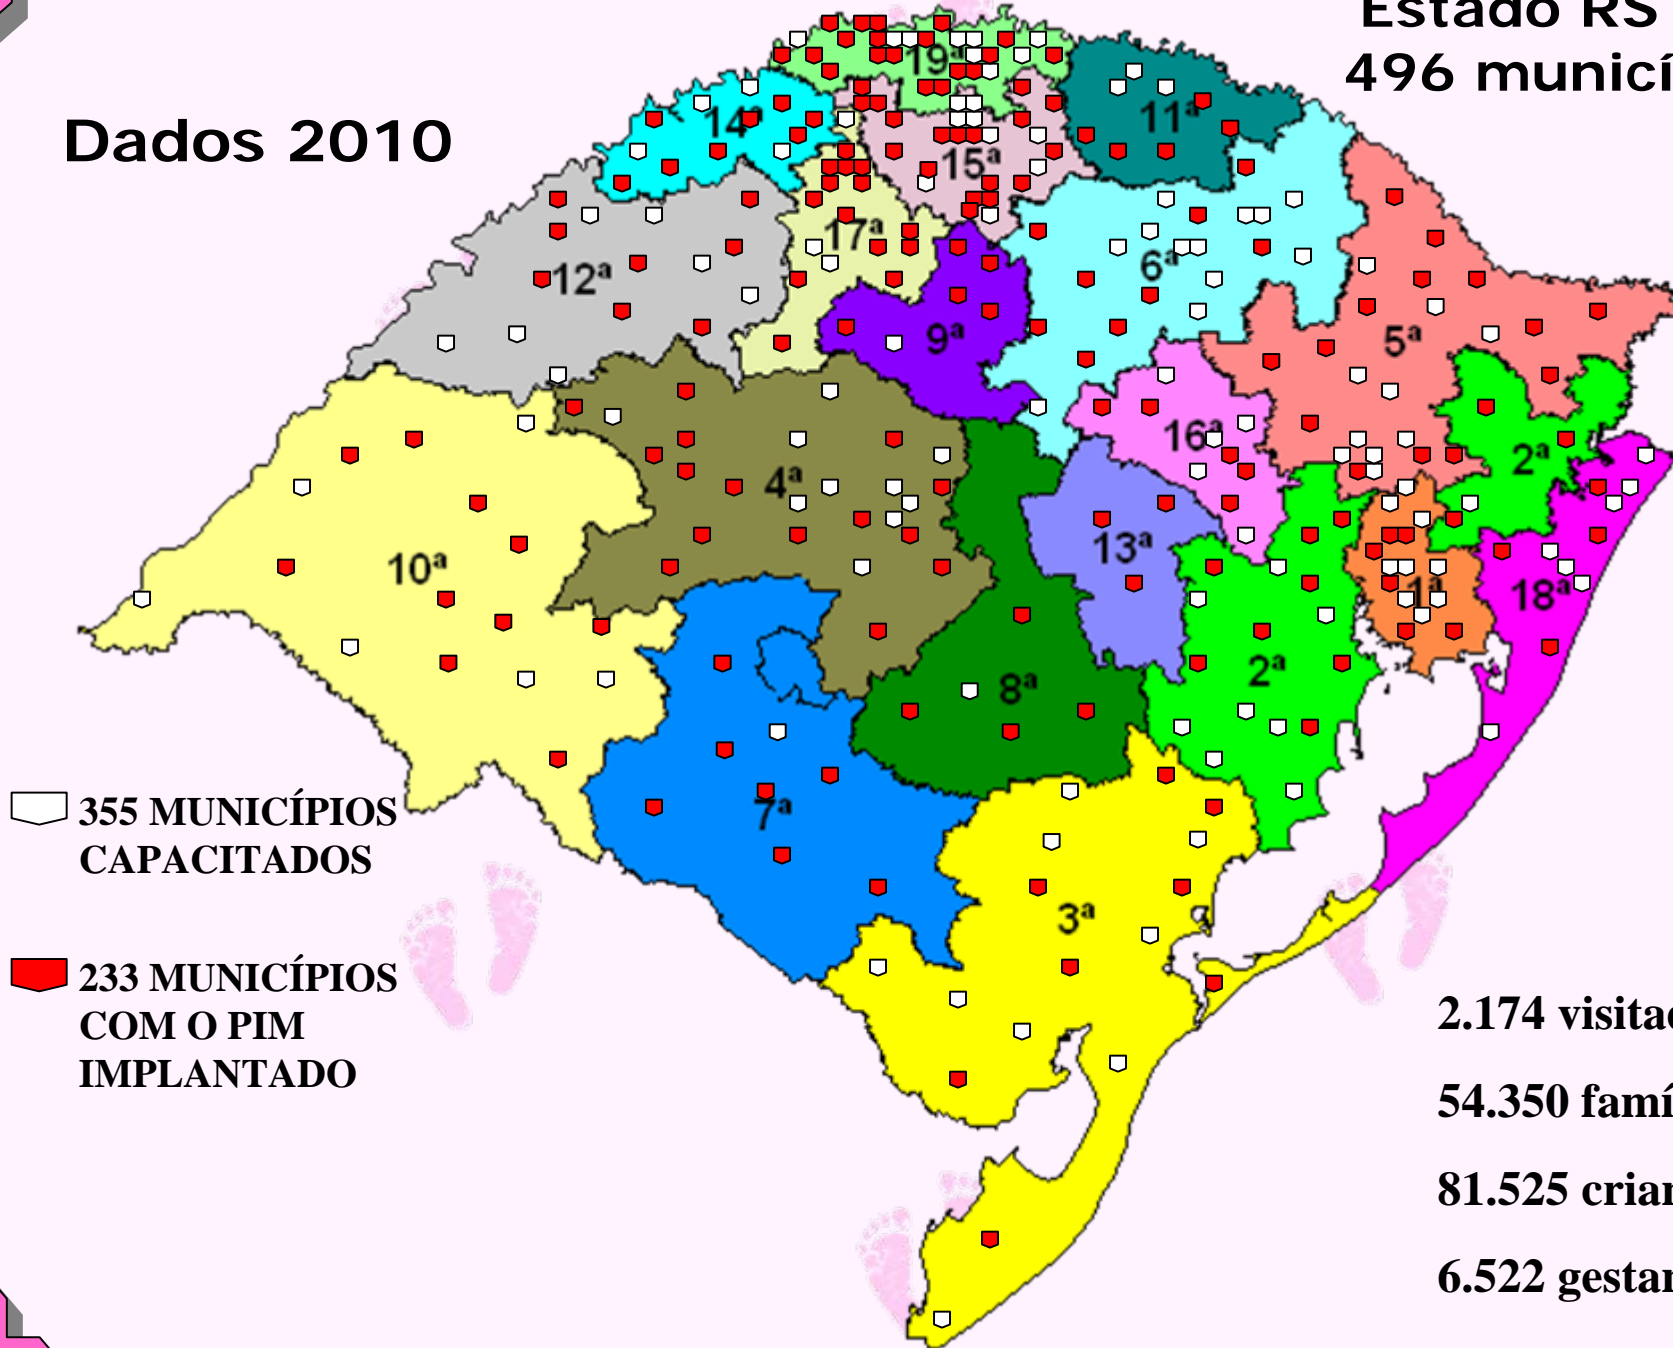 Estado RS
496 municí
Dados 2010
19ª
11ª
14ª
15ª
17ª
6ª
12ª
9ª
5ª
16ª
2ª
4ª
13ª
10ª
1ª
18ª
2ª
8ª
7ª
3ª
355 MUNICÍPIOS
CAPACITADOS
233 MUNICÍPIOS
COM O PIM
IMPLANTADO
2.174 visita
54.350 famí
81.525 crian
6.522 gestan